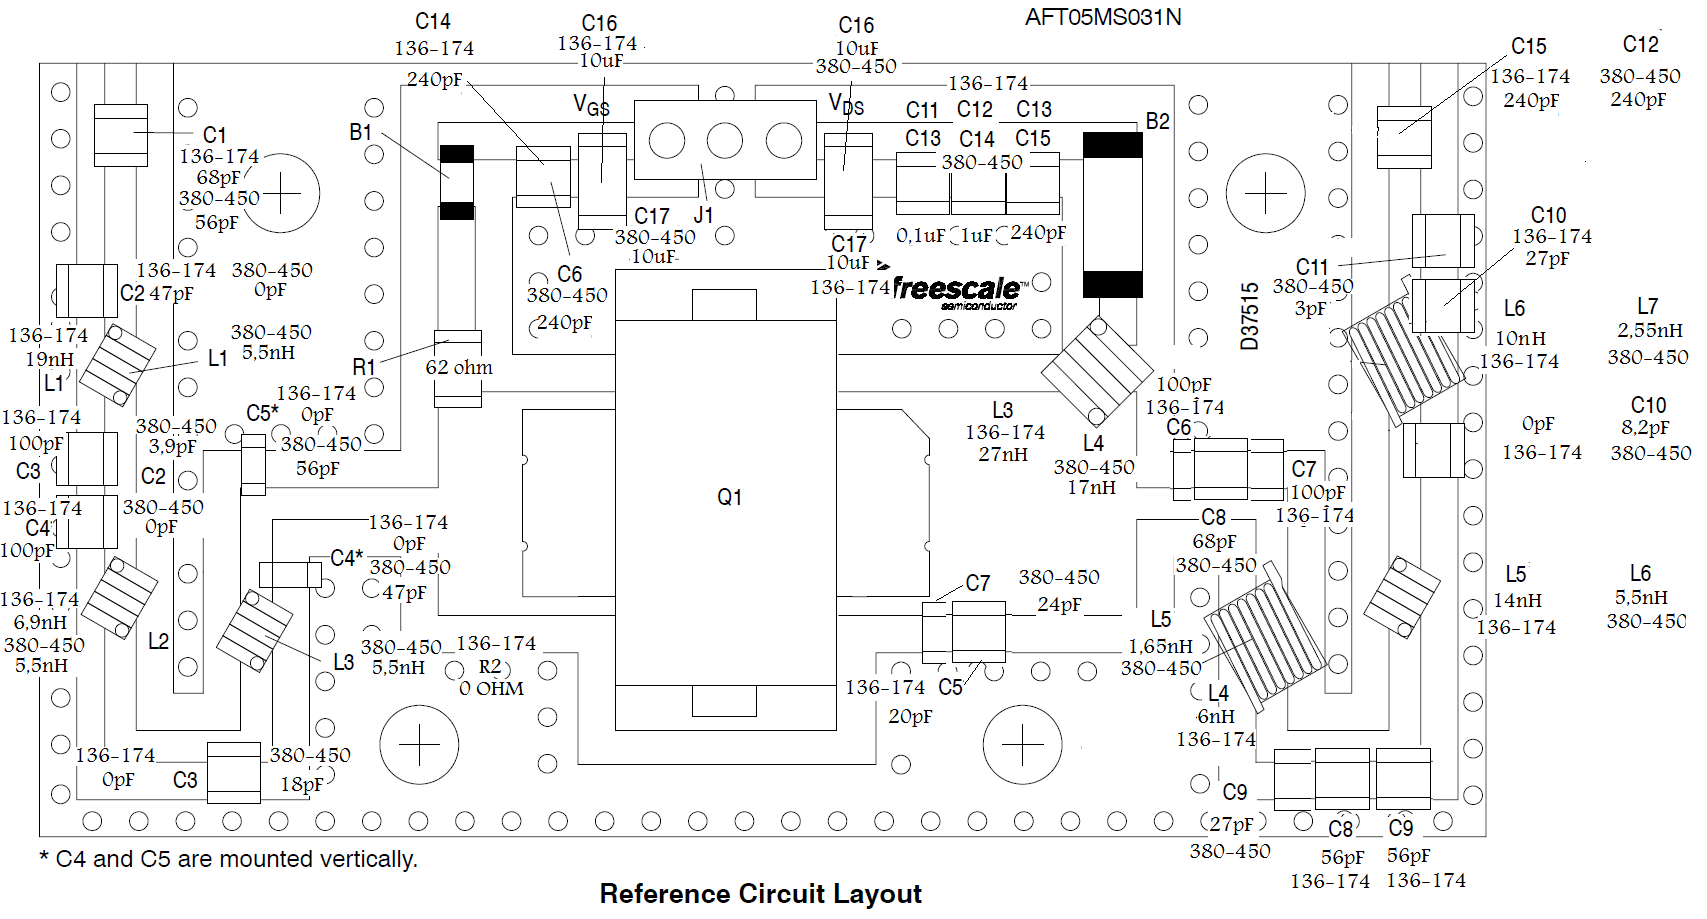 AFT05MS031N
C14
136-174
240pF
C16
136-174
10uF
C16
10uF
380-450
136-174
C15
136-174
240pF
C12
380-450
240pF
C1
136-174
68pF
380-450
56pF
B1
VGS
VDS
C11 C12 C13
C13 C14 C15
380-450
B2
0,1uF 1uF 240pF
J1
C17
380-450
10uF
C17
10uF
136-174
C6
380-450
240pF
freescale™
semiconductor
D37515
C10
136-174
27pF
C11
380-450
3pF
136-174
47pF
C2
380-450
0pF
136-174
19nH
L1
380-450
5,5nH
L1
R1
62 ohm
L6
10nH
136-174
L7
2,55nH
380-450
136-174
100pF
C3
380-450
3,9pF
C2
C5*
136-174
0pF
380-450
56pF
L3
136-174
27nH
L4
380-450
17nH
100pF
136-174
C6
C7
100pF
136-174
0pF
136-174
C10
8,2pF
380-450
136-174
C4
100pF
380-450
0pF
Q1
C8
68pF
380-450
136-174
0pF
C4*
380-450
47pF
136-174
6,9nH
380-450
5,5nH
L2
L3
380-450
5,5nH
136-174
R2
0 OHM
C7
380-450
24pF
C5
136-174
20pF
L5
1,65nH
380-450
L4
6nH
136-174
L5
14nH
136-174
L6
5,5nH
380-450
136-174
0pF
C3
380-450
18pF
C9
27pF
380-450
C8
56pF
136-174
C9
56pF
136-174
* C4 and C5 are mounted vertically.
Reference Circuit Layout